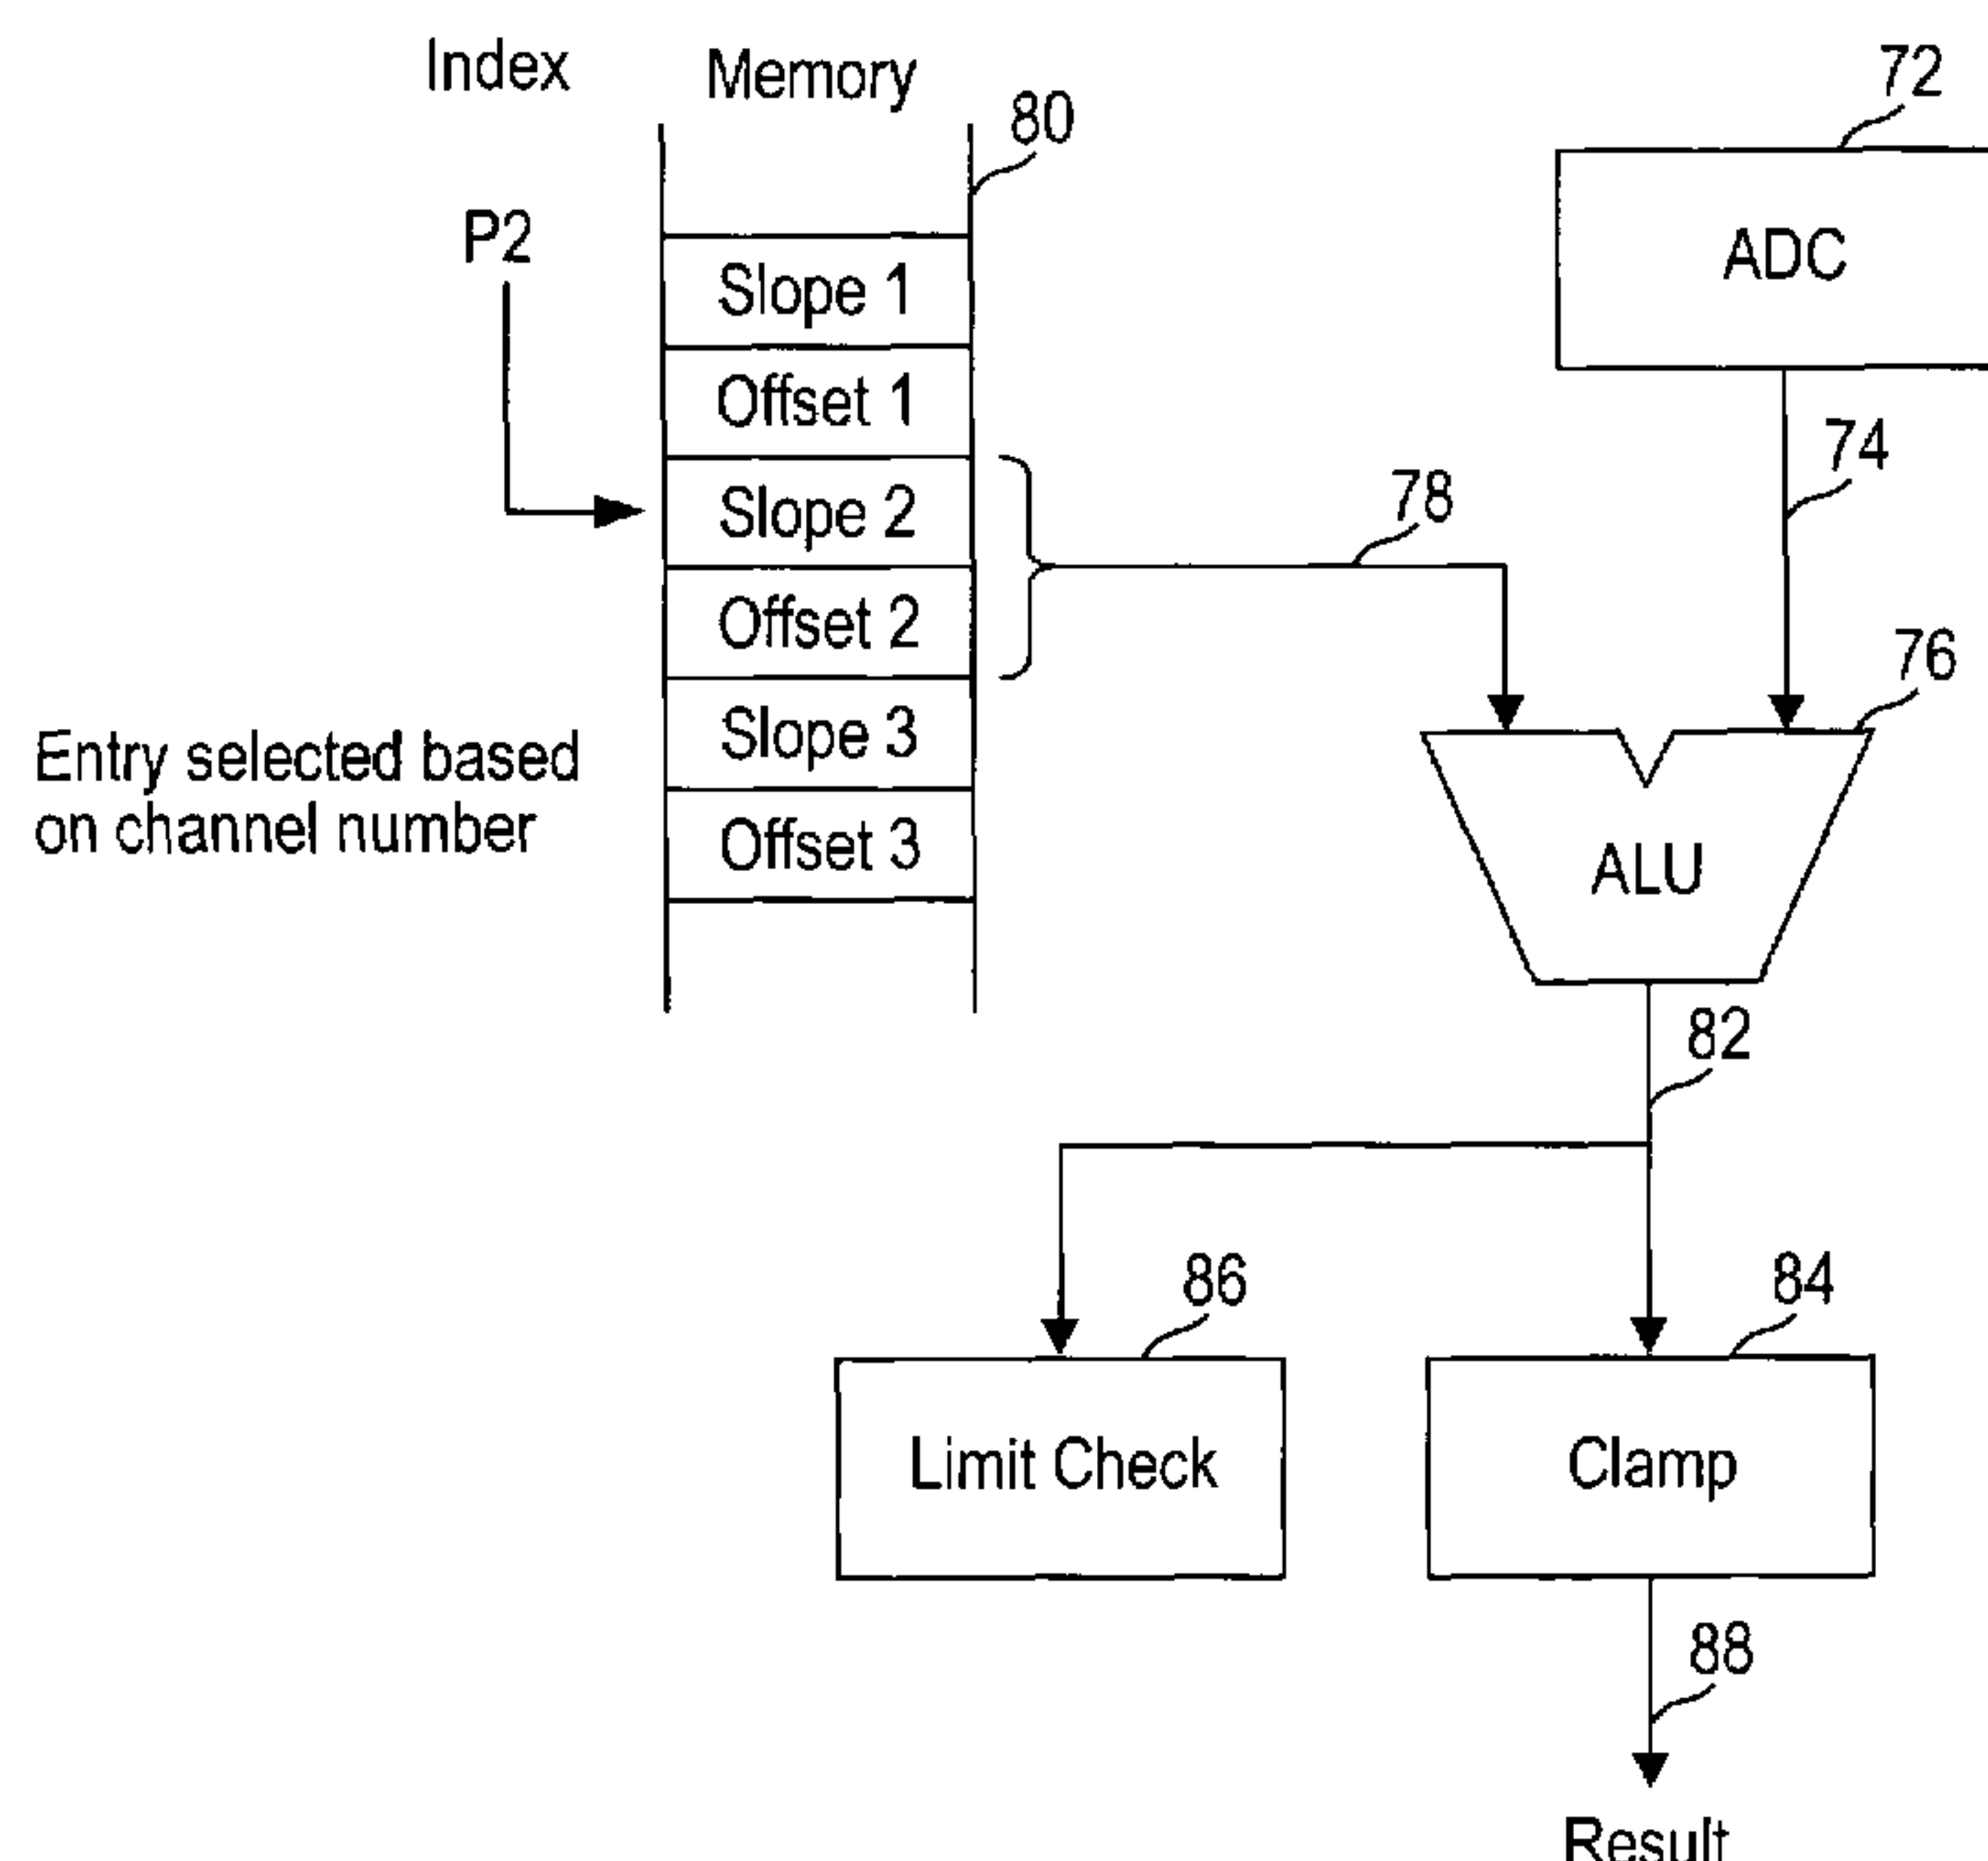 Index
Memory
80
72
P2
ADC
Slope 1
Offset 1
74
Slope 2
78
Offset 2
76
Slope 3
Entry selected based
on channel number
Offset 3
ALU
82
86
84
Limit Check
Clamp
88
Result